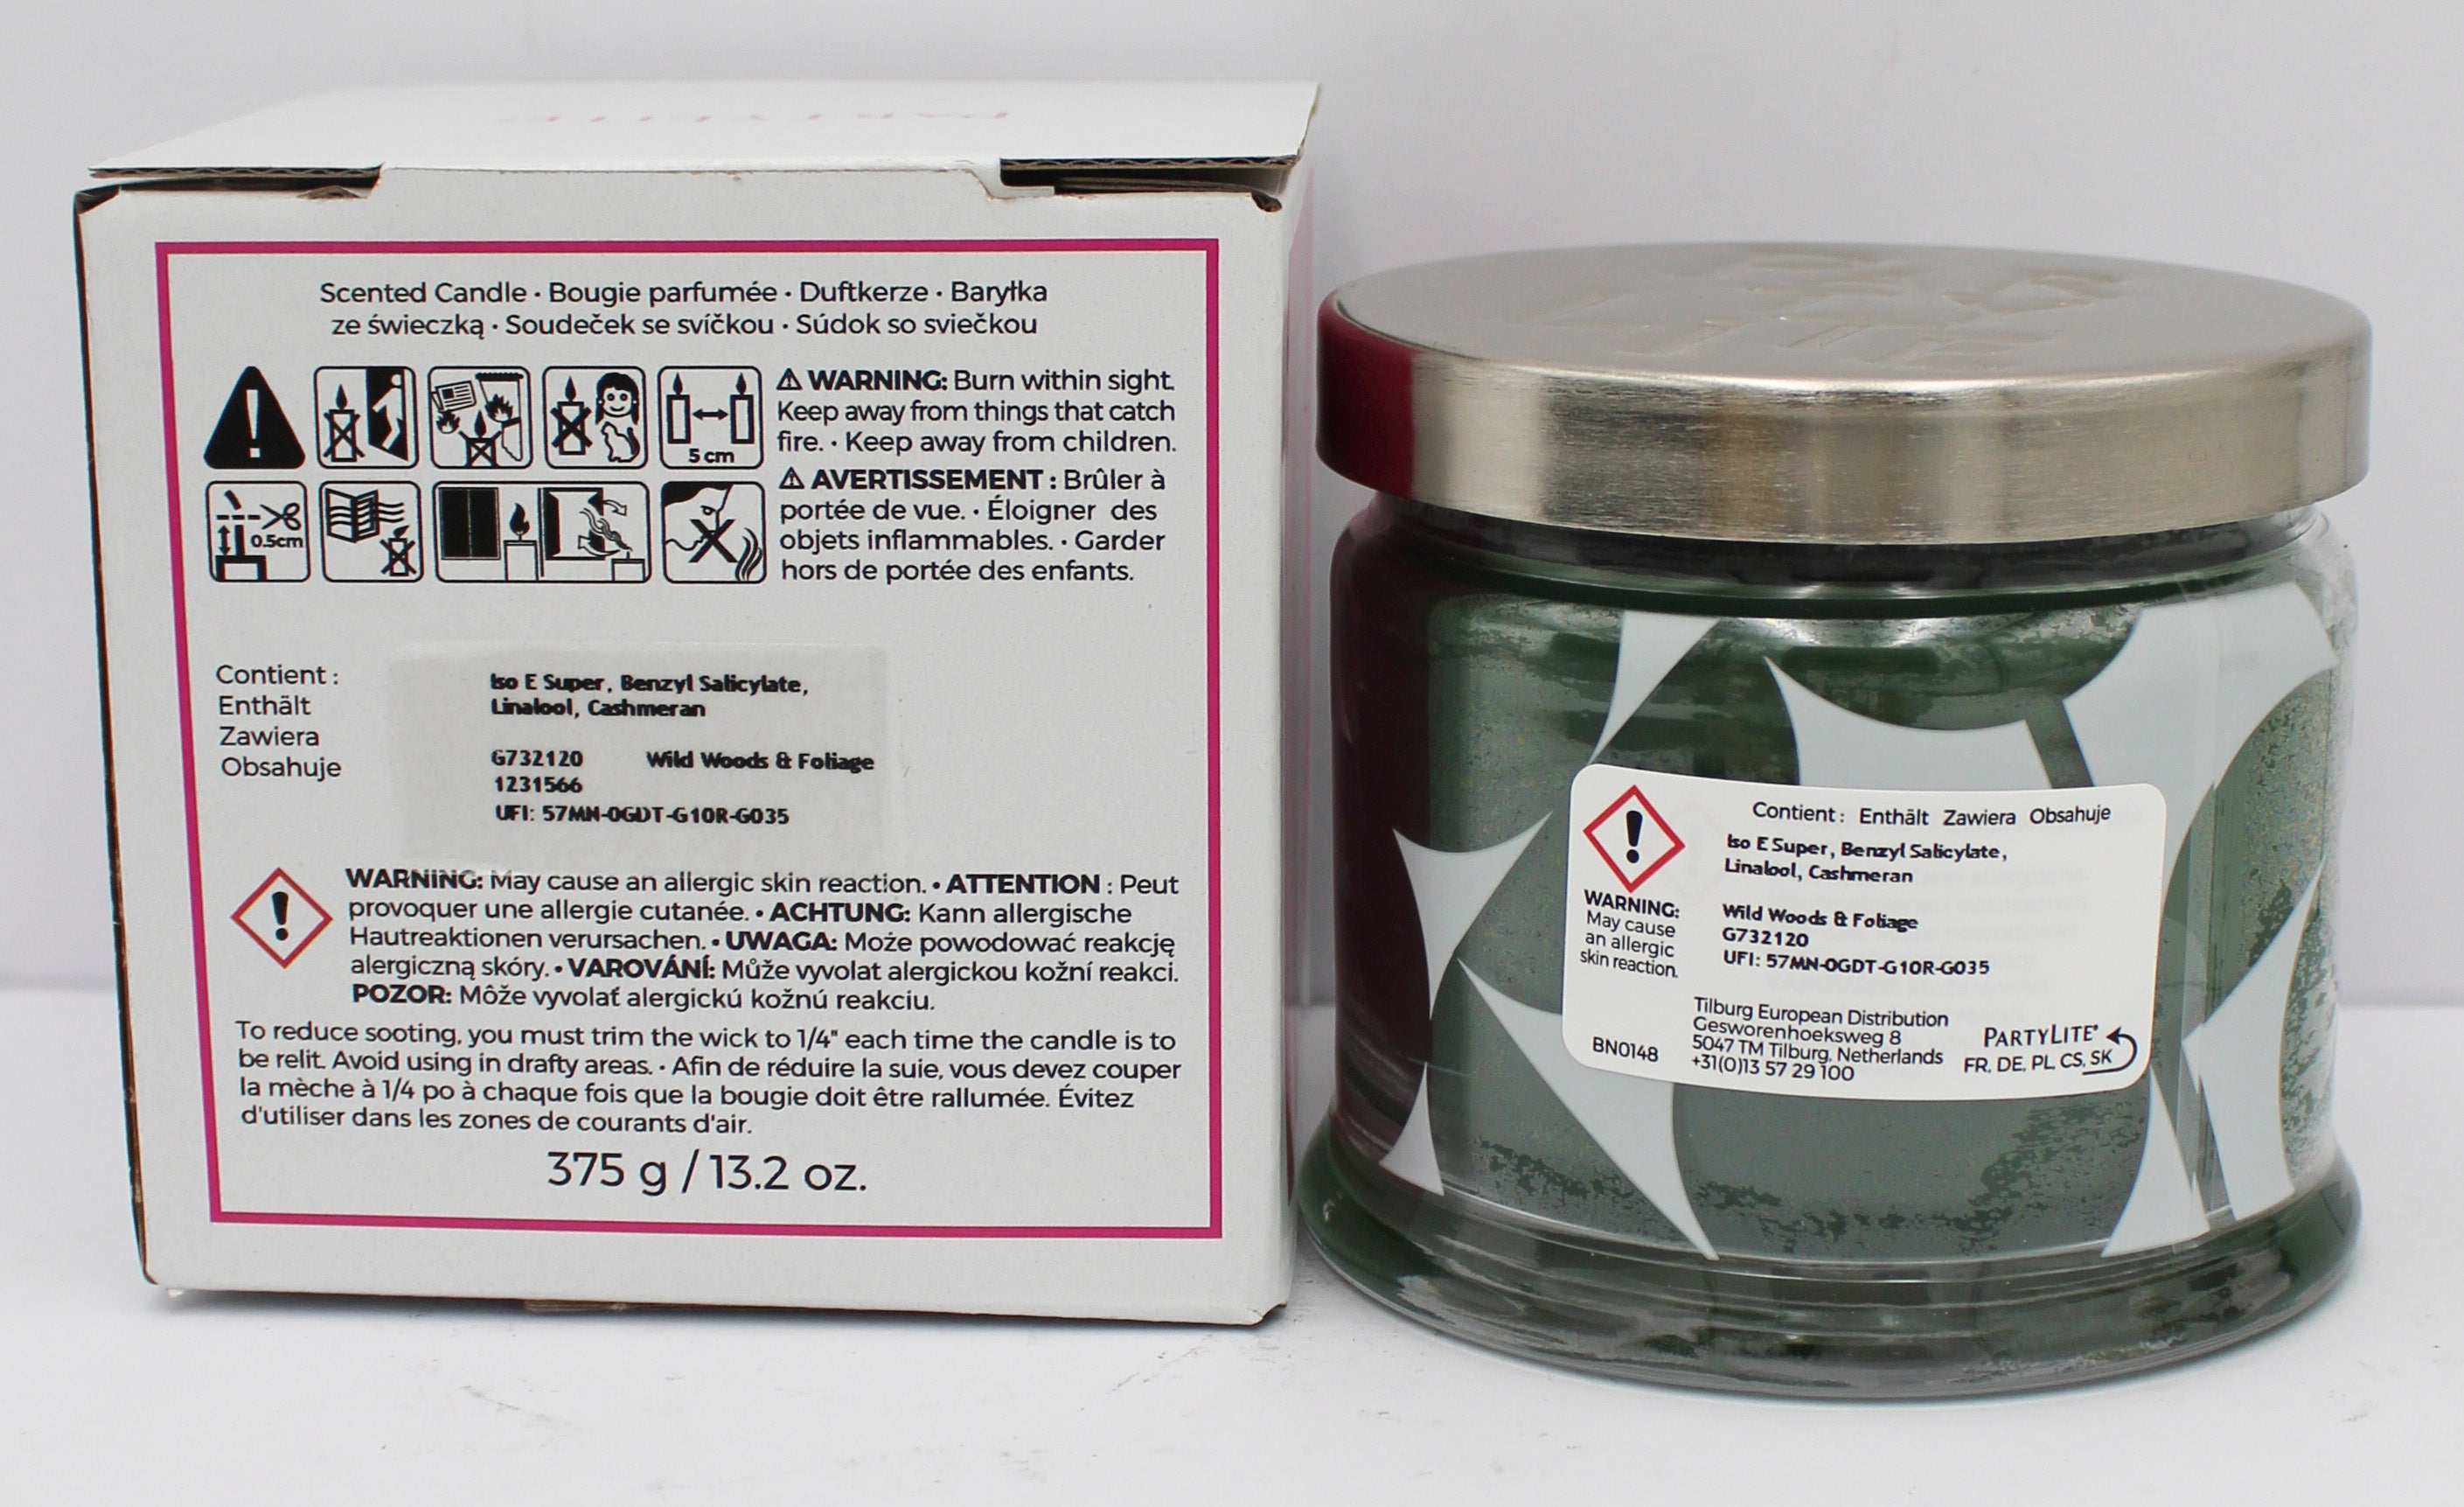 PARTYLITE
Scented Candle · Bougie parfumée · Duftkerze · Baryłka
ze świeczką · Soudeček se svíčkou · Súdok so sviečkou
5 cm
0.5cm
⚠ WARNING: Burn within sight.
Keep away from things that catch
fire. · Keep away from children.
⚠ AVERTISSEMENT : Brûler à
portée de vue. · Éloigner des
objets inflammables. · Garder
hors de portée des enfants.
Contient :
Enthält
Zawiera
Obsahuje
Iso E Super, Benzyl Salicylate,
Linalool, Cashmeran
G732120 Wild Woods & Foliage
1231566
UFI: 57MN-0GDT-G10R-G035
WARNING: May cause an allergic skin reaction. • ATTENTION : Peut
provoquer une allergie cutanée. • ACHTUNG: Kann allergische
Hautreaktionen verursachen. • UWAGA: Może powodować reakcję
alergiczną skóry. • VAROVÁNÍ: Může vyvolat alergickou kožní reakci.
POZOR: Môže vyvolať alergickú kožnú reakciu.
To reduce sooting, you must trim the wick to 1/4" each time the candle is to
be relit. Avoid using in drafty areas. · Afin de réduire la suie, vous devez couper
la mèche à 1/4 po à chaque fois que la bougie doit être rallumée. Évitez
d'utiliser dans les zones de courants d'air.
375 g / 13.2 oz.
Contient : Enthält Zawiera Obsahuje
Iso E Super, Benzyl Salicylate,
Linalool, Cashmeran
WARNING:
May cause
an allergic
skin reaction.
Wild Woods & Foliage
G732120
UFI: 57MN-0GDT-G10R-G035
BN0148
Tilburg European Distribution
Gesworenhoeksweg 8
5047 TM Tilburg, Netherlands
+31(0)13 57 29 100
PARTYLITE®
FR, DE, PL, CS, SK